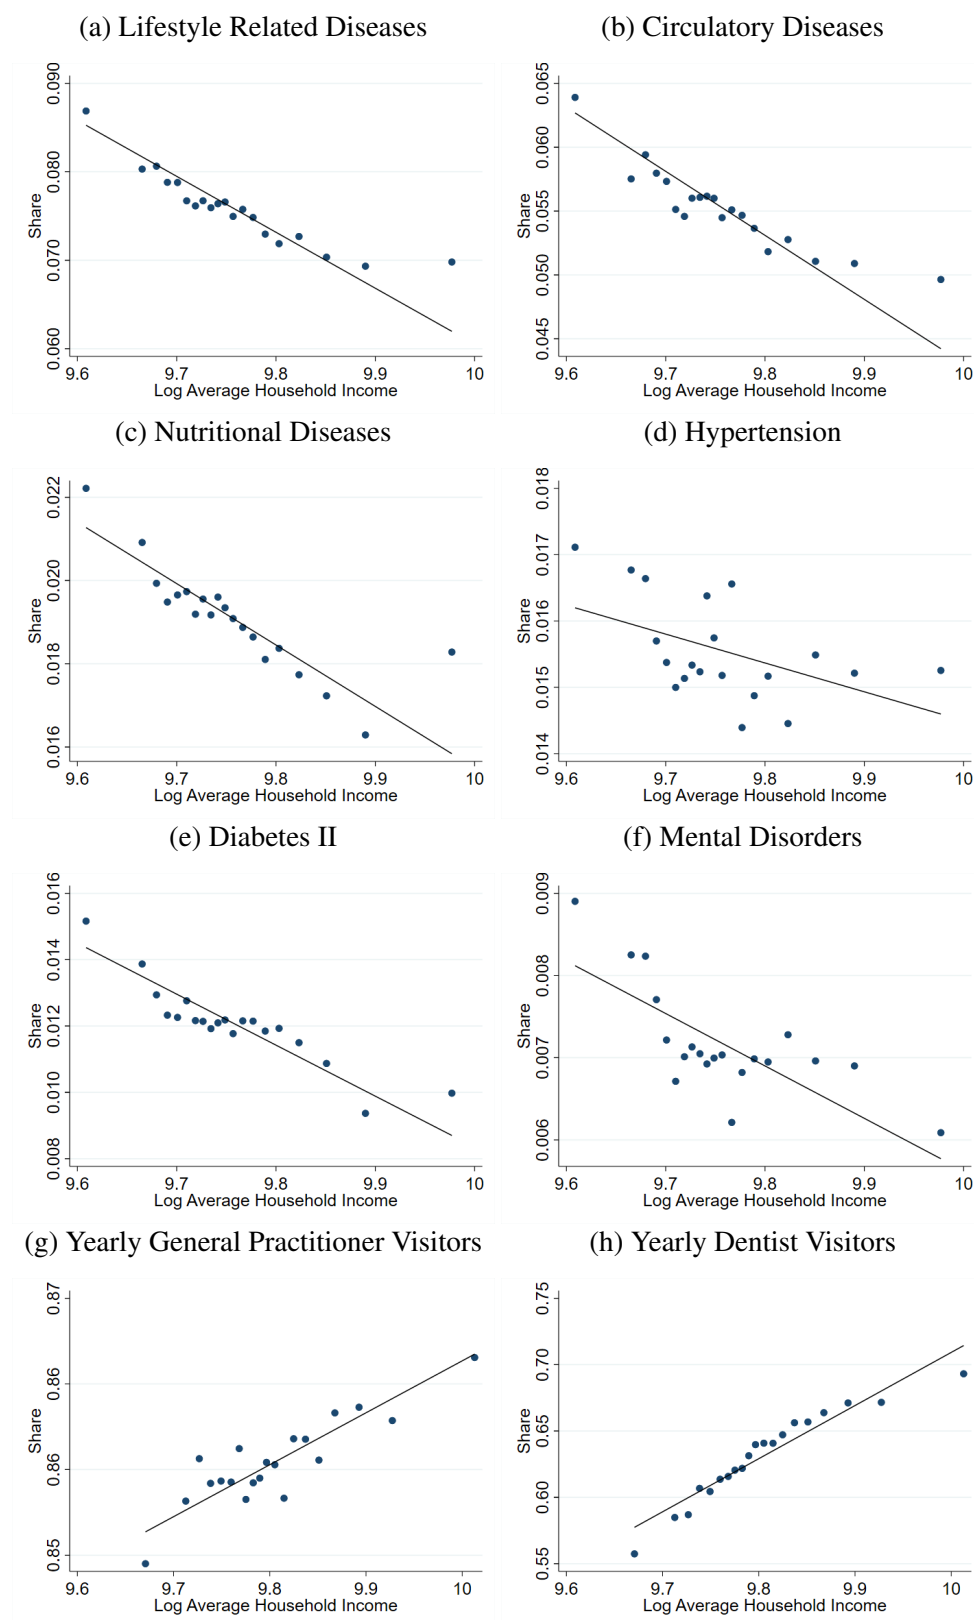 (a) Lifestyle Related Diseases
0.090
0.080
0.070
0.060
Share
9.6 9.7 9.8 9.9 10
Log Average Household Income
(b) Circulatory Diseases
0.065
0.060
0.055
0.050
0.045
Share
9.6 9.7 9.8 9.9 10
Log Average Household Income
(c) Nutritional Diseases
0.022
0.020
0.018
0.016
Share
9.6 9.7 9.8 9.9 10
Log Average Household Income
(d) Hypertension
0.018
0.017
0.016
0.015
0.014
Share
9.6 9.7 9.8 9.9 10
Log Average Household Income
(e) Diabetes II
0.016
0.014
0.012
0.010
0.008
Share
9.6 9.7 9.8 9.9 10
Log Average Household Income
(f) Mental Disorders
0.009
0.008
0.007
0.006
Share
9.6 9.7 9.8 9.9 10
Log Average Household Income
(g) Yearly General Practitioner Visitors
0.87
0.86
0.86
0.85
Share
9.6 9.7 9.8 9.9 10
Log Average Household Income
(h) Yearly Dentist Visitors
0.75
0.70
0.65
0.60
0.55
Share
9.6 9.7 9.8 9.9 10
Log Average Household Income